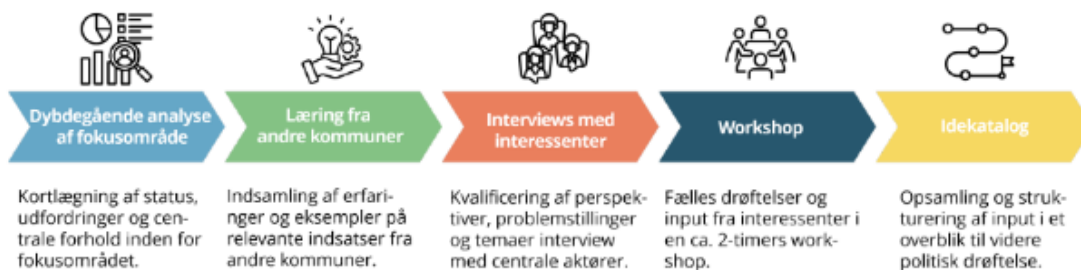 Dybdegående analyse
af fokusområde
Læring fra
andre kommuner
Interviews med
interessenter
Workshop
Idekatalog
Kortlægning af status,
udfordringer og cen-
trale forhold inden for
fokusområdet.
Indsamling af erfari-
nger og eksempler på
relevante indsatser fra
andre kommuner.
Kvalificering af perspek-
tiver, problemstillinger
og temaer interview
med centrale aktører.
Fælles drøftelser og
input fra interessenter i
en ca. 2-timers work-
shop.
Opsamling og struk-
turering af input i et
overblik til videre
politisk drøftelse.